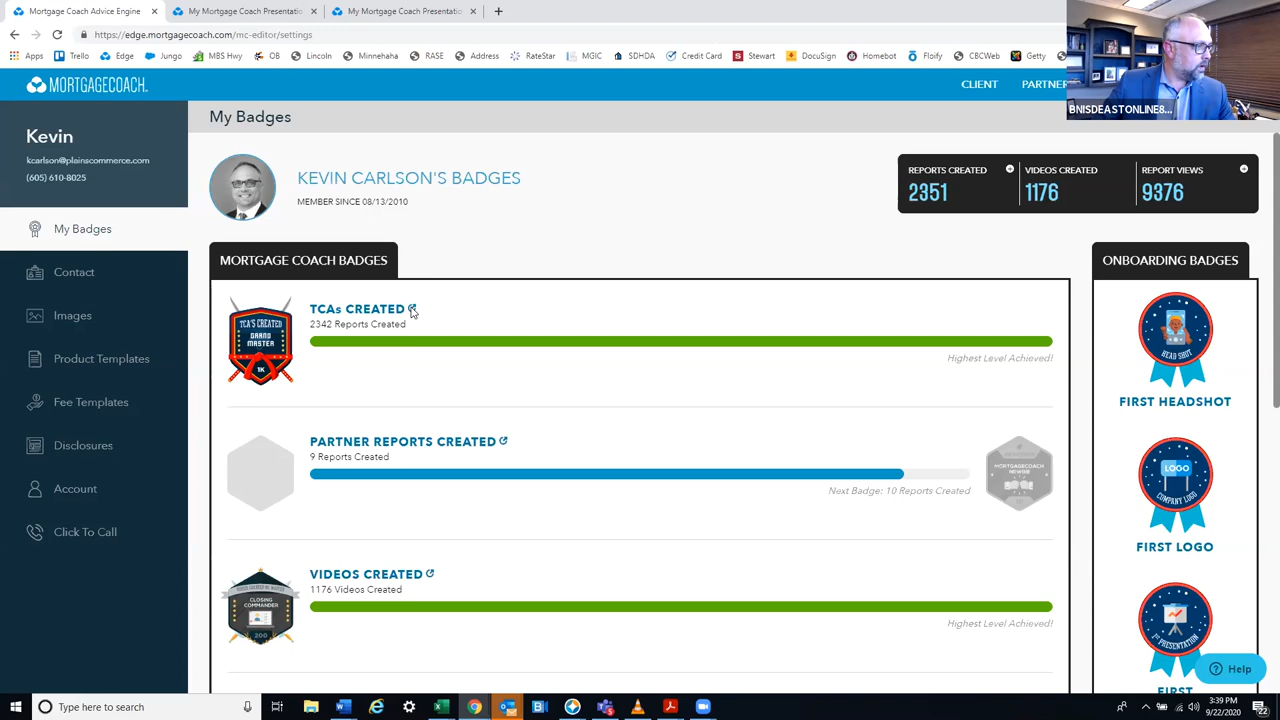 Mortgage Coach Advice Engine
My Mortgage Coach Presentatio
My Mortgage Coach Presentatio
https://edge.mortgagecoach.com/mc-editor/settings
Apps Trello Edge Jungo MBS Hwy OB Lincoln Minnehaha RASE Address RateStar MGIC SDHDA Credit Card Stewart DocuSign Homebot Floify CBCWeb Getty
MORTGAGECOACH
CLIENT PARTNER
BNISDEASTONLINE8...
Kevin
kcarlson@plainscommerce.com
(605) 610-8025
My Badges
Contact
Images
Product Templates
Fee Templates
Disclosures
Account
Click To Call
My Badges
KEVIN CARLSON'S BADGES
MEMBER SINCE 08/13/2010
REPORTS CREATED
2351
VIDEOS CREATED
1176
REPORT VIEWS
9376
MORTGAGE COACH BADGES
TCA'S CREATED
GRAND
MASTER
1K
TCAs CREATED
2342 Reports Created
Highest Level Achieved!
PARTNER REPORTS CREATED
9 Reports Created
Next Badge: 10 Reports Created
MORTGAGECOACH
NEWBIE
CLOSING
COMMANDER
200
VIDEOS CREATED
1176 Videos Created
Highest Level Achieved!
ONBOARDING BADGES
HEAD SHOT
FIRST HEADSHOT
LOGO
COMPANY LOGO
FIRST LOGO
1ST PRESENTATION
FIRST
Help
Type here to search
3:39 PM
9/22/2020
22